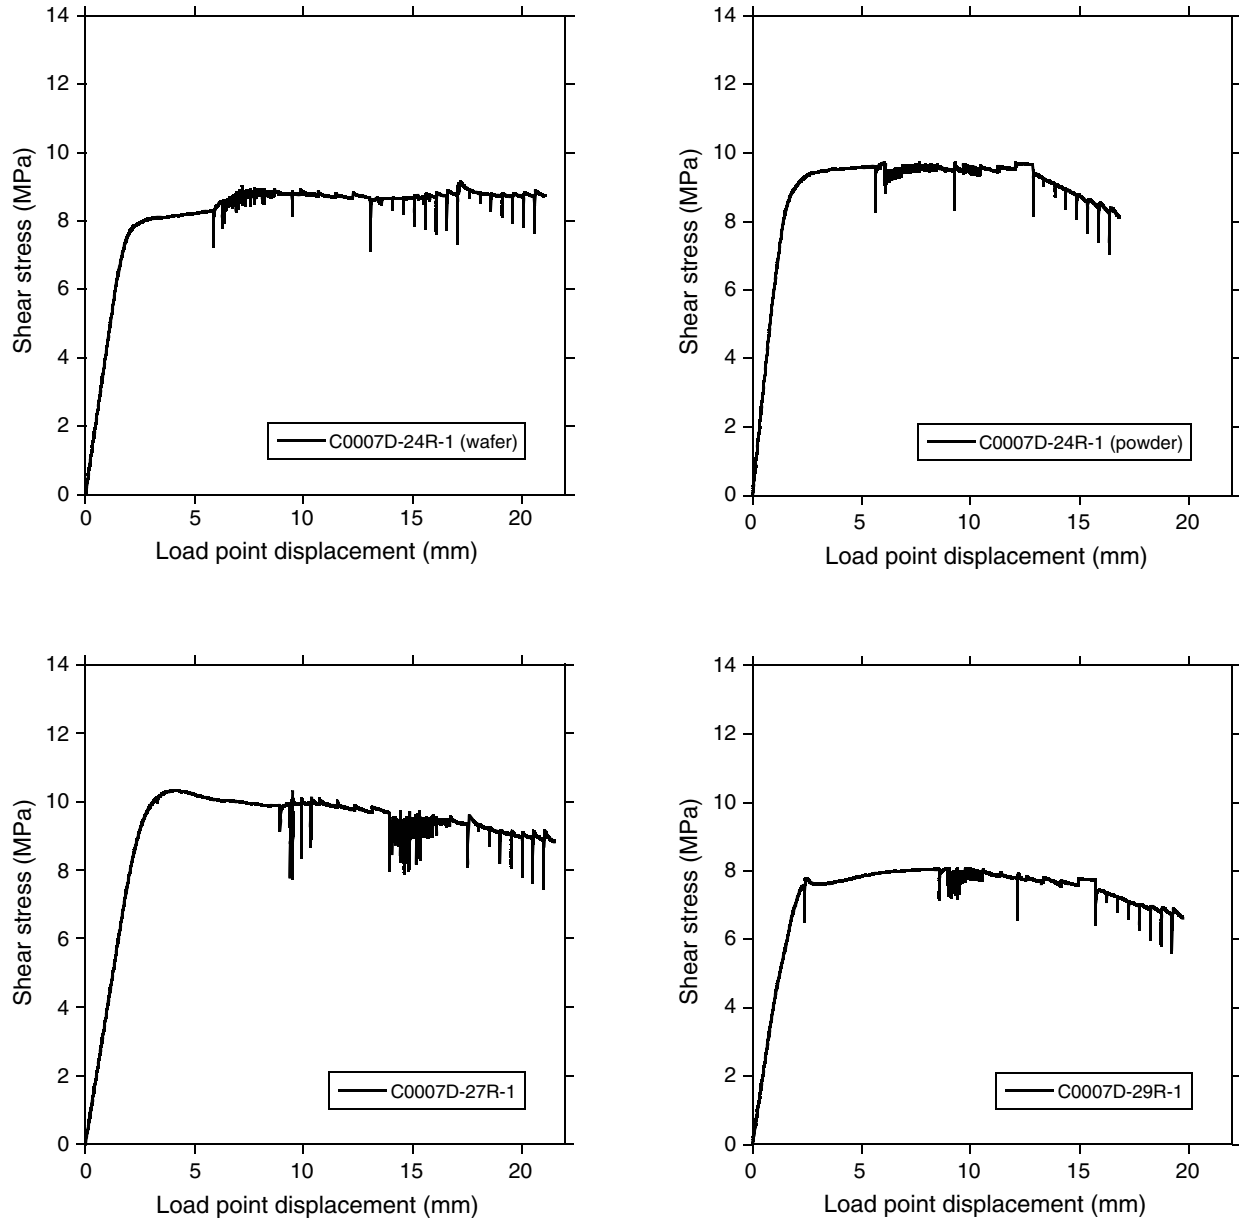 14
12
10
8
6
4
2
0
Shear stress (MPa)
C0007D-24R-1 (wafer)
0 5 10 15 20
Load point displacement (mm)
14
12
10
8
6
4
2
0
Shear stress (MPa)
C0007D-24R-1 (powder)
0 5 10 15 20
Load point displacement (mm)
14
12
10
8
6
4
2
0
Shear stress (MPa)
C0007D-27R-1
0 5 10 15 20
Load point displacement (mm)
14
12
10
8
6
4
2
0
Shear stress (MPa)
C0007D-29R-1
0 5 10 15 20
Load point displacement (mm)